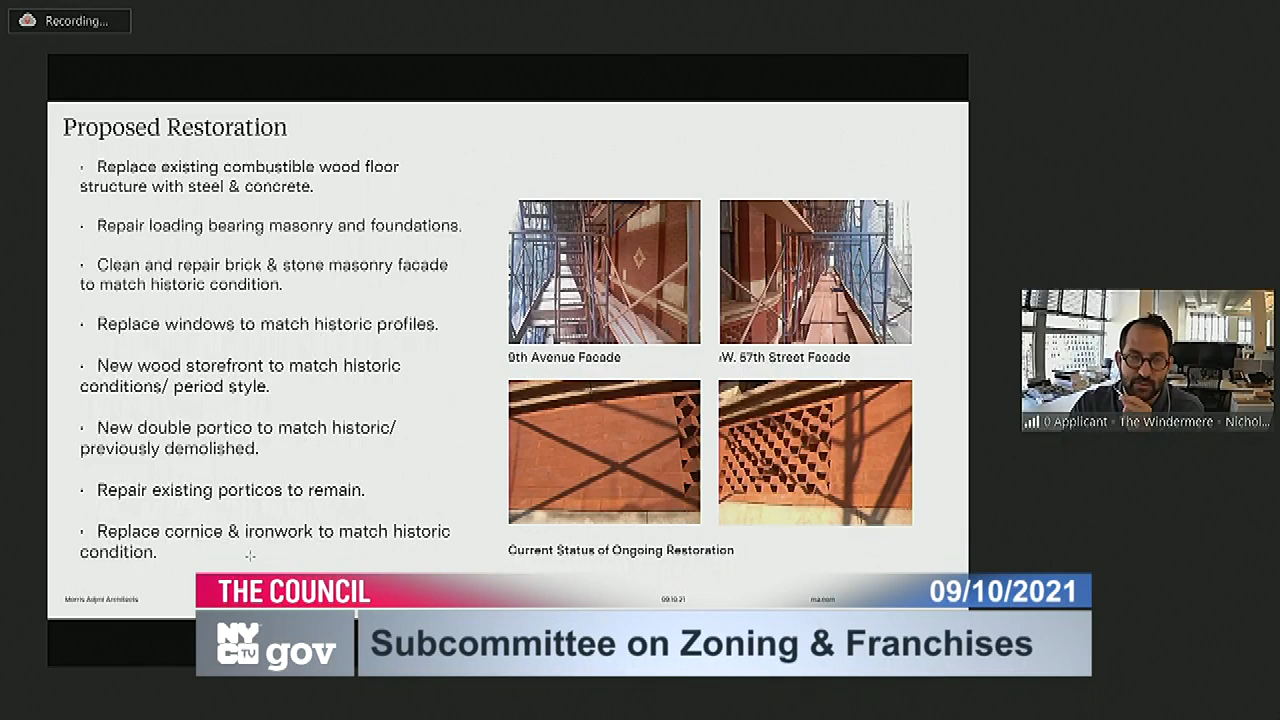 Recording...
Proposed Restoration
· Replace existing combustible wood floor
structure with steel & concrete.
· Repair loading bearing masonry and foundations.
· Clean and repair brick & stone masonry facade
to match historic condition.
· Replace windows to match historic profiles.
· New wood storefront to match historic
conditions/ period style.
· New double portico to match historic/
previously demolished.
· Repair existing porticos to remain.
· Replace cornice & ironwork to match historic
condition.
9th Avenue Facade
W. 57th Street Facade
Current Status of Ongoing Restoration
Morris Adjmi Architects
09.10.21
ma.com
0 Applicant - The Windermere - Nichol...
THE COUNCIL
09/10/2021
NYC TV gov
Subcommittee on Zoning & Franchises